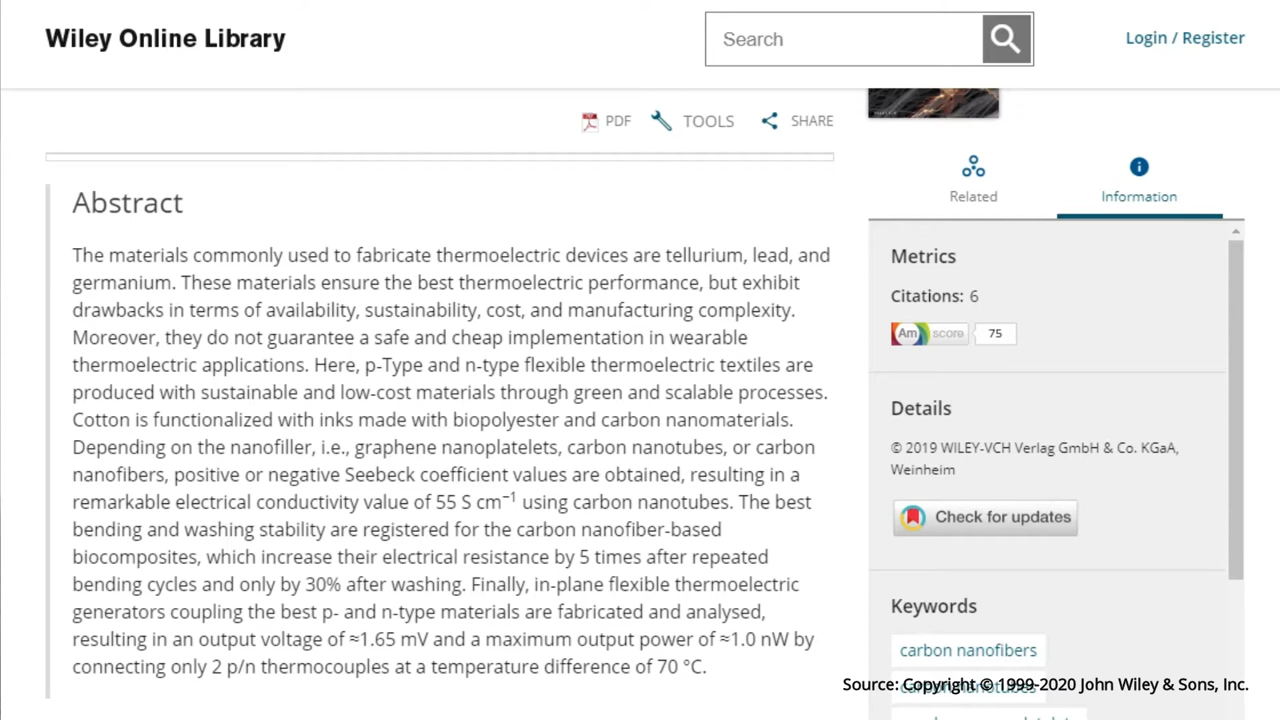 Wiley Online Library
Search
Login / Register
PDF
TOOLS
SHARE
Related
Information
Abstract
The materials commonly used to fabricate thermoelectric devices are tellurium, lead, and
germanium. These materials ensure the best thermoelectric performance, but exhibit
drawbacks in terms of availability, sustainability, cost, and manufacturing complexity.
Moreover, they do not guarantee a safe and cheap implementation in wearable
thermoelectric applications. Here, p-Type and n-type flexible thermoelectric textiles are
produced with sustainable and low-cost materials through green and scalable processes.
Cotton is functionalized with inks made with biopolyester and carbon nanomaterials.
Depending on the nanofiller, i.e., graphene nanoplatelets, carbon nanotubes, or carbon
nanofibers, positive or negative Seebeck coefficient values are obtained, resulting in a
remarkable electrical conductivity value of 55 S cm⁻¹ using carbon nanotubes. The best
bending and washing stability are registered for the carbon nanofiber-based
biocomposites, which increase their electrical resistance by 5 times after repeated
bending cycles and only by 30% after washing. Finally, in-plane flexible thermoelectric
generators coupling the best p- and n-type materials are fabricated and analysed,
resulting in an output voltage of ≈1.65 mV and a maximum output power of ≈1.0 nW by
connecting only 2 p/n thermocouples at a temperature difference of 70 °C.
Metrics
Citations: 6
Am score 75
Details
© 2019 WILEY-VCH Verlag GmbH & Co. KGaA,
Weinheim
Check for updates
Keywords
carbon nanofibers
carbon nanotubes
Source: Copyright © 1999-2020 John Wiley & Sons, Inc.